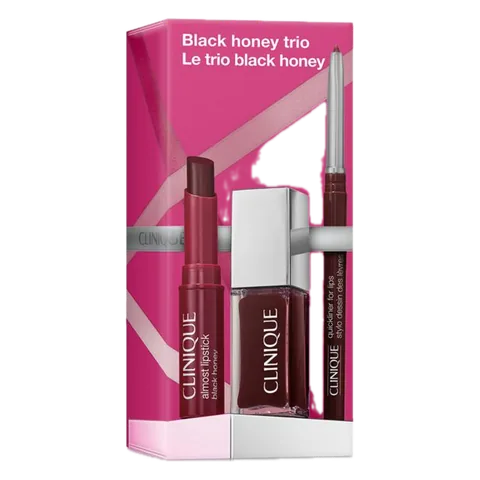 Black honey trio
Le trio black honey
CLINIQUE
CLINIQUE
almost lipstick
black honey
CLINIQUE
CLINIQUE
quickliner for lips
stylo dessin des lèvres